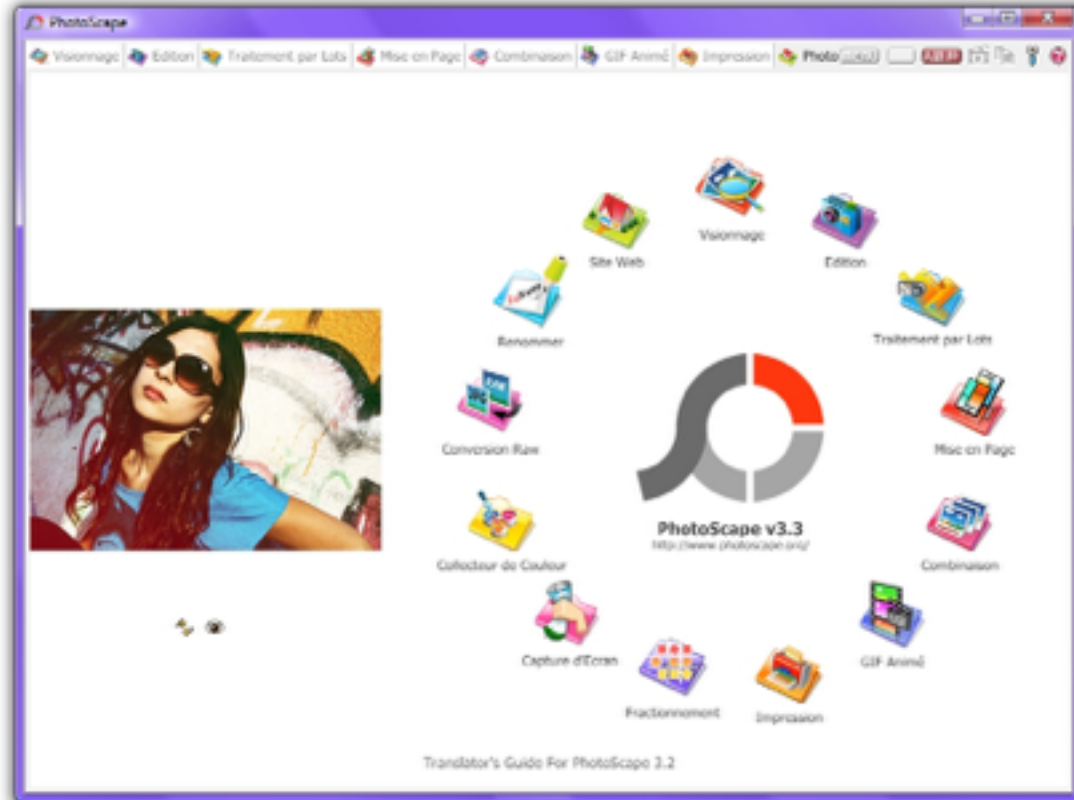 PhotoScape
Visionnage Edition Traitement par Lots Mise en Page Combinaison GIF Animé Impression Photo
Visionnage
Site Web
Edition
Renommer
Traitement par Lots
Conversion Raw
Mise en Page
PhotoScape v3.3
http://www.photoscape.org/
Collecteur de Couleur
Combinaison
Capture d'Ecran
GIF Animé
Fractionnement
Impression
Translator's Guide For PhotoScape 3.2